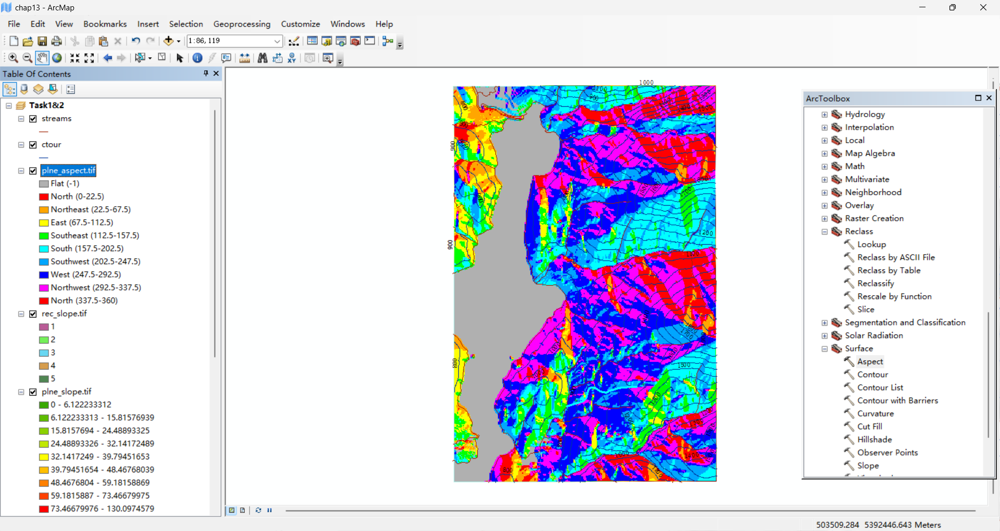 chap13 - ArcMap
File Edit View Bookmarks Insert Selection Geoprocessing Customize Windows Help
1:86, 119
Table Of Contents
Task1&2
streams
ctour
plne_aspect.tif
Flat (-1)
North (0-22.5)
Northeast (22.5-67.5)
East (67.5-112.5)
Southeast (112.5-157.5)
South (157.5-202.5)
Southwest (202.5-247.5)
West (247.5-292.5)
Northwest (292.5-337.5)
North (337.5-360)
rec_slope.tif
1
2
3
4
5
plne_slope.tif
0 - 6.122233312
6.122233313 - 15.81576939
15.8157694 - 24.48893325
24.48893326 - 32.14172489
32.1417249 - 39.79451653
39.79451654 - 48.46768039
48.4676804 - 59.18158869
59.1815887 - 73.46679975
73.46679976 - 130.0974579
1000
1100
900
800
900
900
1200
1100
800
1500
1000
800
ArcToolbox
Hydrology
Interpolation
Local
Map Algebra
Math
Multivariate
Neighborhood
Overlay
Raster Creation
Reclass
Lookup
Reclass by ASCII File
Reclass by Table
Reclassify
Rescale by Function
Slice
Segmentation and Classification
Solar Radiation
Surface
Aspect
Contour
Contour List
Contour with Barriers
Curvature
Cut Fill
Hillshade
Observer Points
Slope
503509.284 5392446.643 Meters